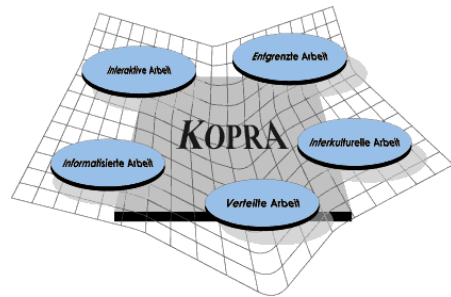 Entgrenzte Arbeit
Interaktive Arbeit
KOPRA
Interkulturelle Arbeit
Informatisierte Arbeit
Verteilte Arbeit